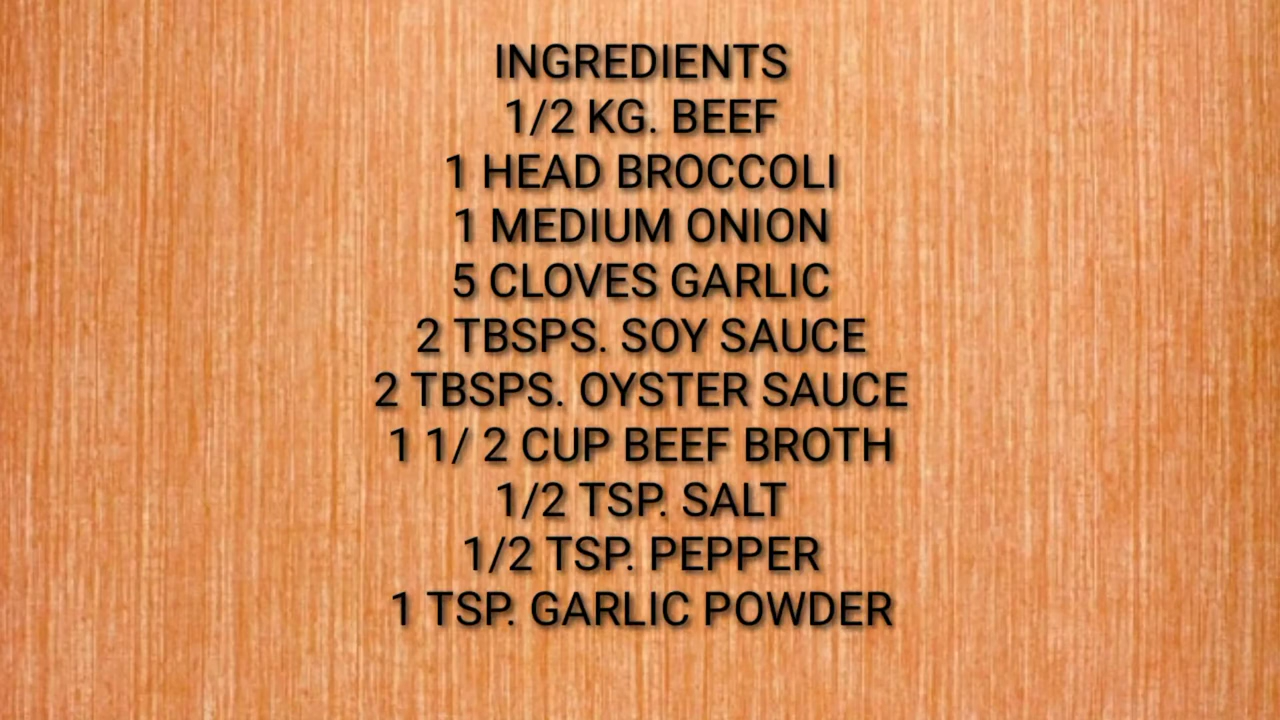 INGREDIENTS
1/2 KG. BEEF
1 HEAD BROCCOLI
1 MEDIUM ONION
5 CLOVES GARLIC
2 TBSPS. SOY SAUCE
2 TBSPS. OYSTER SAUCE
1 1/ 2 CUP BEEF BROTH
1/2 TSP. SALT
1/2 TSP. PEPPER
1 TSP. GARLIC POWDER